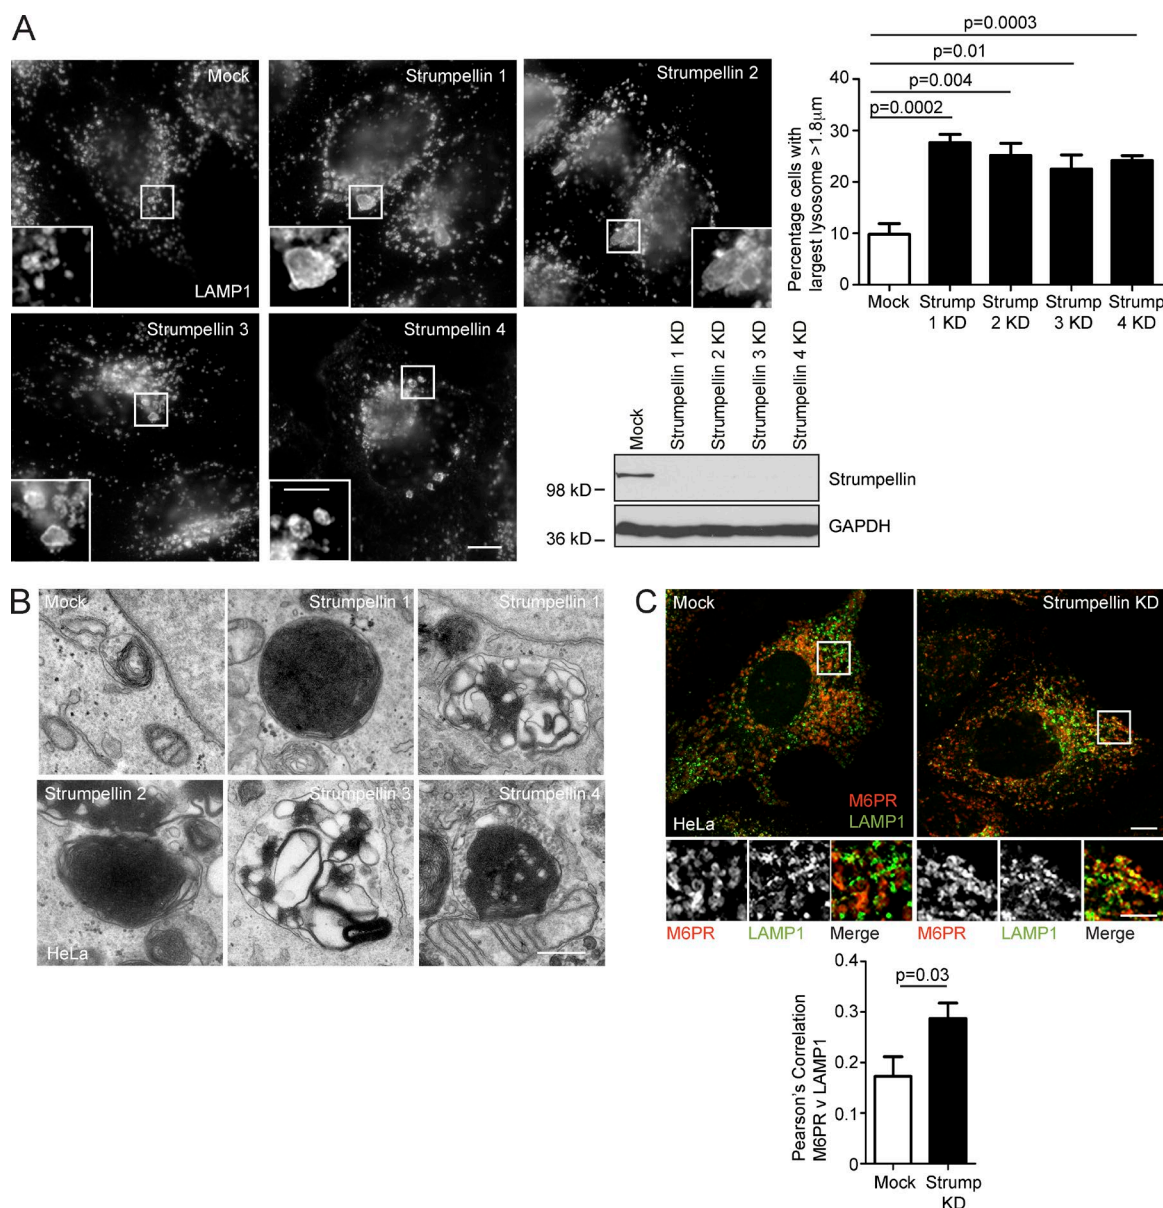 A
Mock
LAMP1
Strumpellin 1
Strumpellin 2
Strumpellin 3
Strumpellin 4
p=0.0003
p=0.01
p=0.004
p=0.0002
Percentage cells with
largest lysosome >1.8μm
40
30
20
10
0
Mock
Strump
1 KD
Strump
2 KD
Strump
3 KD
Strump
4 KD
Mock
Strumpellin 1 KD
Strumpellin 2 KD
Strumpellin 3 KD
Strumpellin 4 KD
98 kD
Strumpellin
36 kD
GAPDH
B
Mock
Strumpellin 1
Strumpellin 1
Strumpellin 2
HeLa
Strumpellin 3
Strumpellin 4
C
Mock
HeLa
M6PR
LAMP1
Strumpellin KD
M6PR
LAMP1
Merge
M6PR
LAMP1
Merge
p=0.03
Pearson's Correlation
M6PR v LAMP1
0.4
0.3
0.2
0.1
0
Mock
Strump
KD